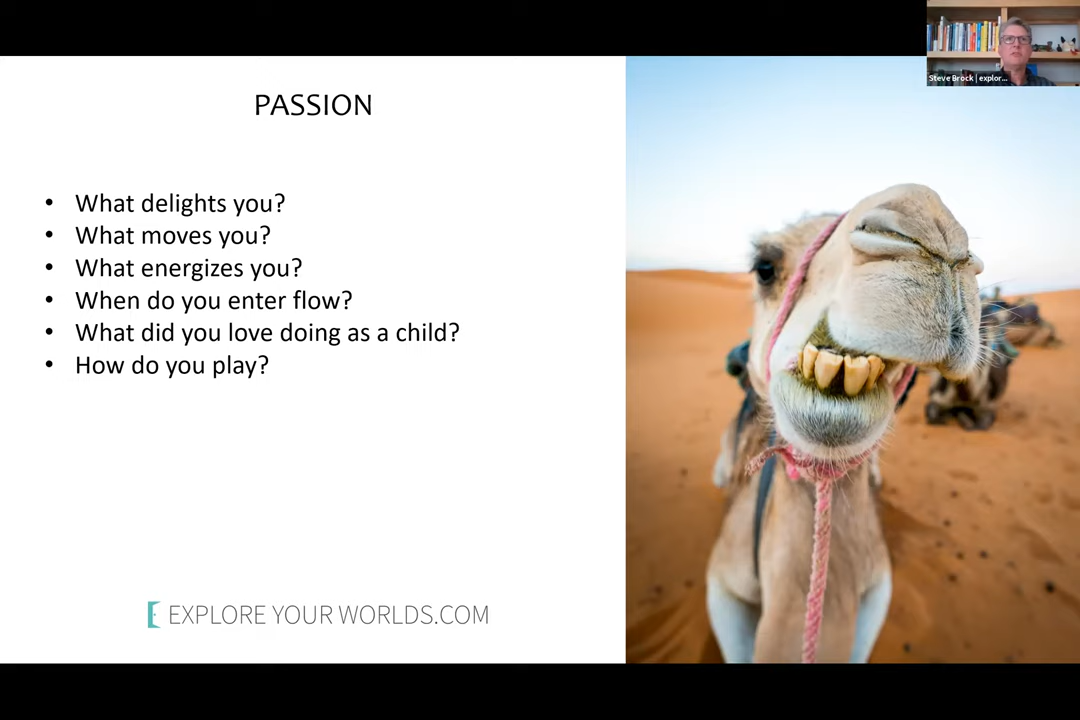 Steve Brock | explor...
PASSION
• What delights you?
• What moves you?
• What energizes you?
• When do you enter flow?
• What did you love doing as a child?
• How do you play?
EXPLORE YOUR WORLDS.COM